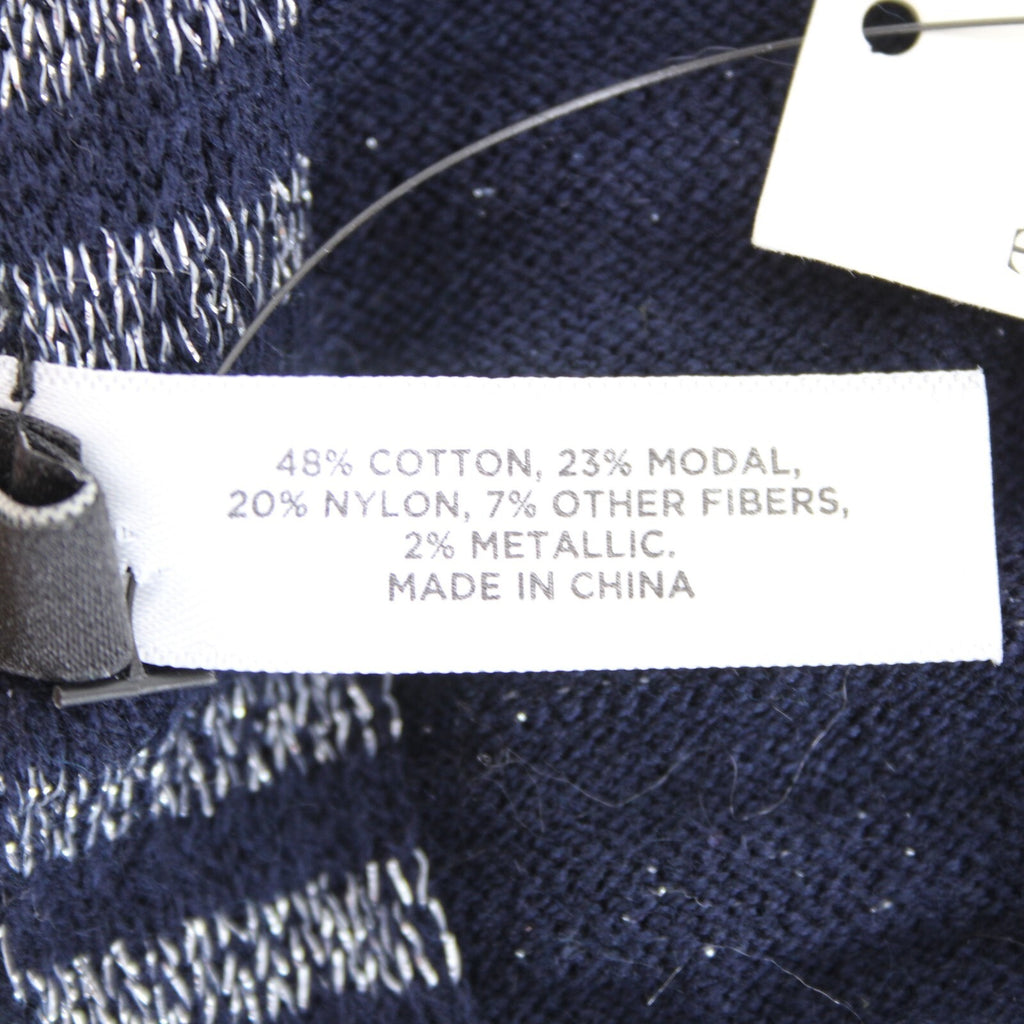 48% COTTON, 23% MODAL,
20% NYLON, 7% OTHER FIBERS,
2% METALLIC.
MADE IN CHINA